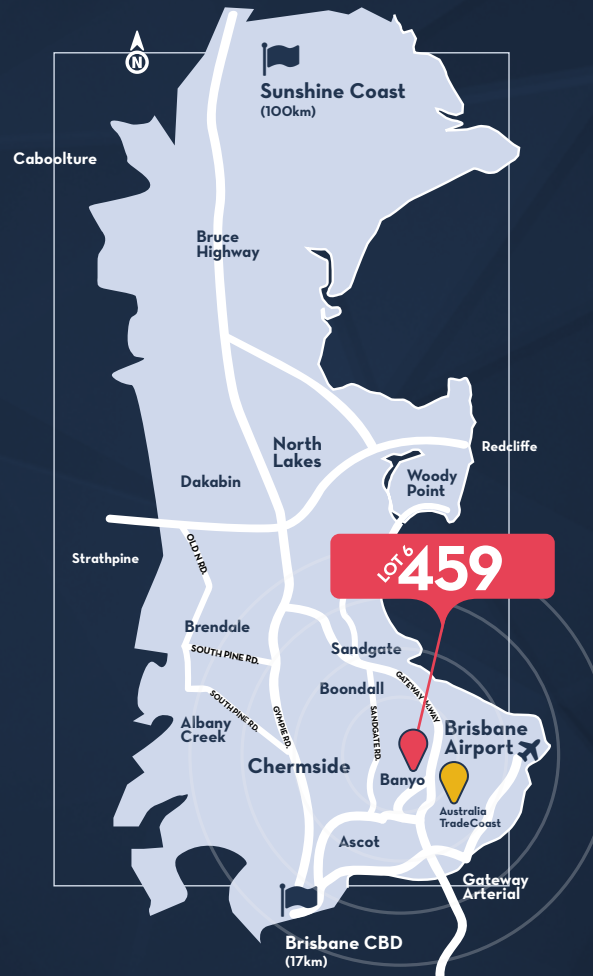 N
Sunshine Coast
(100km)
Caboolture
Bruce
Highway
North
Lakes
Redcliffe
Dakabin
Woody
Point
Strathpine
OLD N RD.
LOT 6
459
Brendale
SOUTH PINE RD.
Sandgate
Boondall
GATEWAY M.WAY
SOUTH PINE RD.
GYMPIE RD.
SANDGATE RD.
Albany
Creek
Brisbane
Airport
Chermside
Banyo
Australia
TradeCoast
Ascot
Gateway
Arterial
Brisbane CBD
(17km)